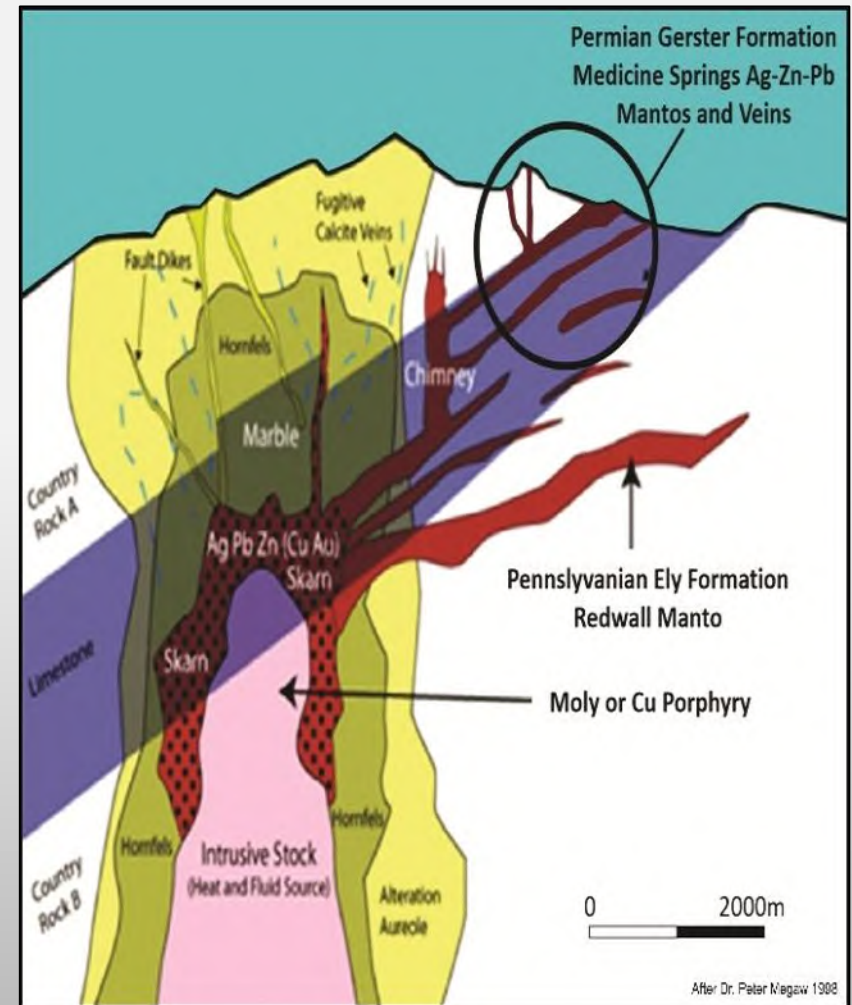 Permian Gerster Formation
Medicine Springs Ag-Zn-Pb
Mantos and Veins
Fugitive
Calcite Veins
Fault Dikes
Hornfels
Chimney
Marble
Country
Rock A
Ag Pb Zn (Cu Au)
Skarn
Pennslyvanian Ely Formation
Redwall Manto
Limestone
Skarn
Moly or Cu Porphyry
Hornfels
Hornfels
Intrusive Stock
(Heat and Fluid Source)
Country
Rock B
Alteration
Aureole
0 2000m
After Dr. Peter Megaw 1998